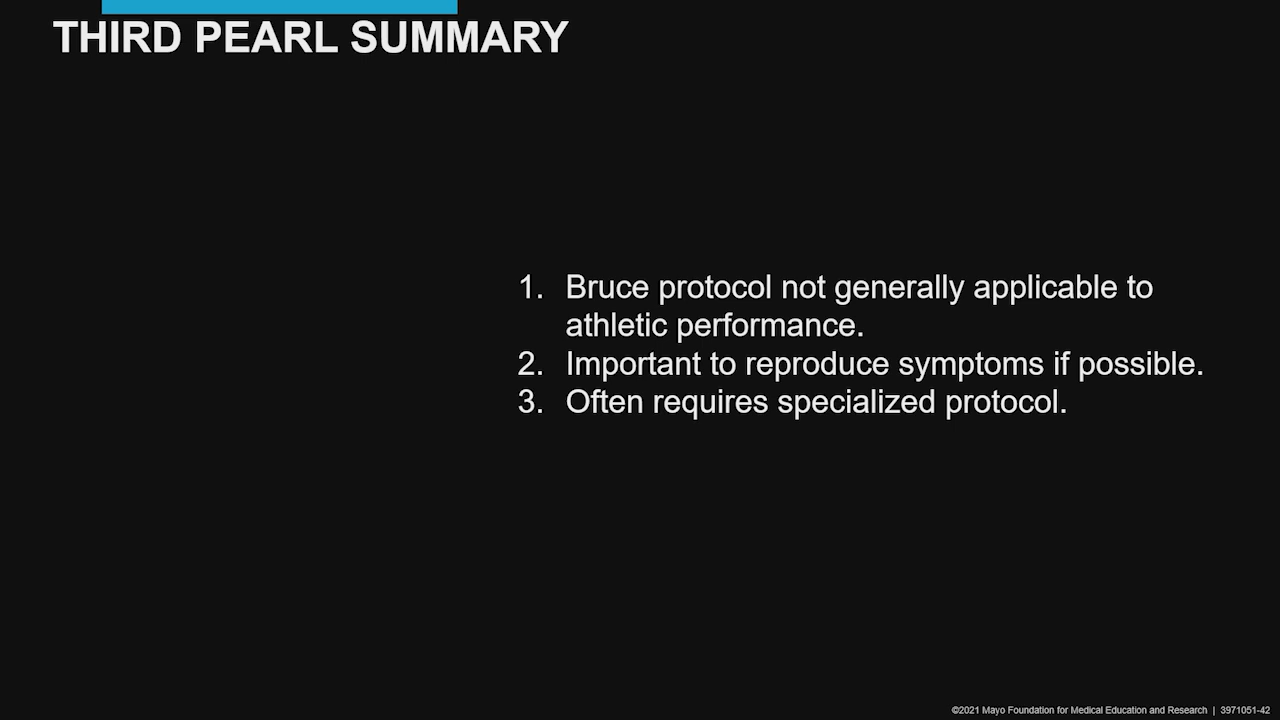 THIRD PEARL SUMMARY
1. Bruce protocol not generally applicable to
athletic performance.
2. Important to reproduce symptoms if possible.
3. Often requires specialized protocol.
©2021 Mayo Foundation for Medical Education and Research | 3971051-42